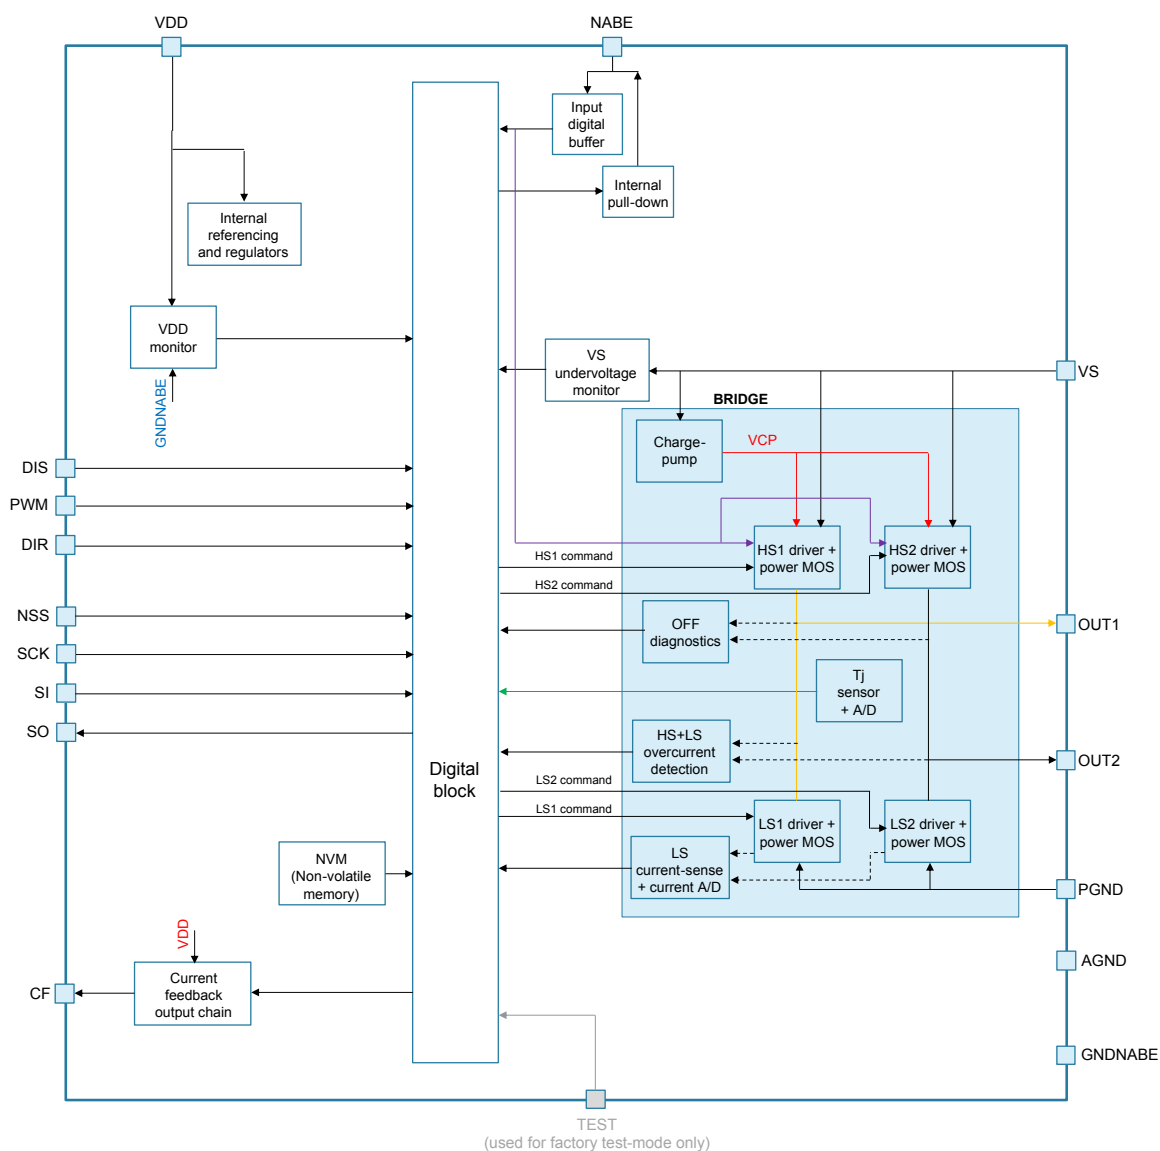 VDD
NABE
Input
digital
buffer
Internal
pull-down
Internal
referencing
and regulators
VDD
monitor
GNDNABE
VS
undervoltage
monitor
VS
BRIDGE
Charge-
pump
VCP
DIS
PWM
DIR
HS1 command
HS2 command
HS1 driver +
power MOS
HS2 driver +
power MOS
NSS
SCK
SI
SO
OFF
diagnostics
OUT1
Tj
sensor
+ A/D
HS+LS
overcurrent
detection
OUT2
Digital
block
LS2 command
LS1 command
LS1 driver +
power MOS
LS2 driver +
power MOS
LS
current-sense
+ current A/D
NVM
(Non-volatile
memory)
PGND
VDD
AGND
CF
Current
feedback
output chain
GNDNABE
TEST
(used for factory test-mode only)